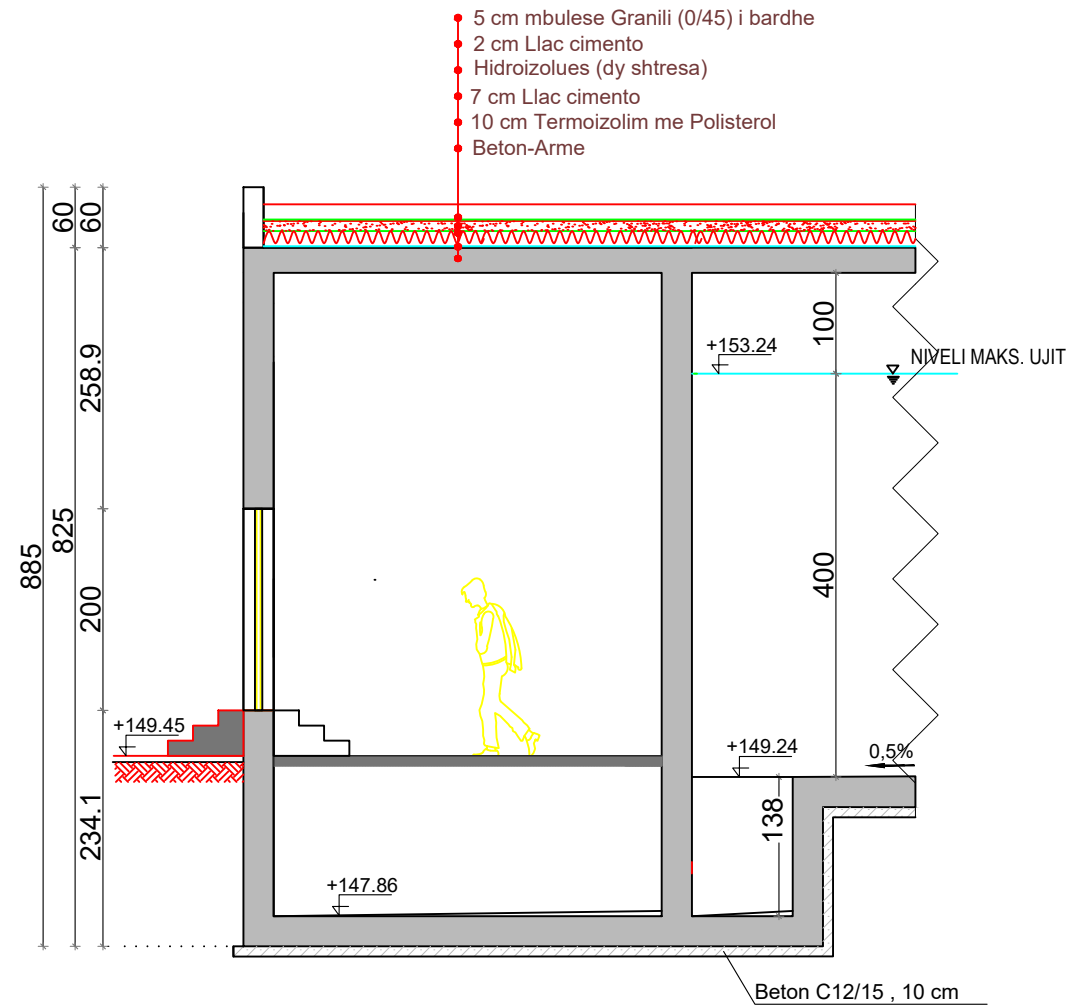 5 cm mbulese Granili (0/45) i bardhe
2 cm Llac cimento
Hidroizolues (dy shtresa)
7 cm Llac cimento
10 cm Termoizolim me Polisterol
Beton-Arme
60
60
258.9
100
+153.24
NIVELI MAKS. UJIT
885
825
200
400
+149.45
+149.24
0,5%
234.1
138
+147.86
Beton C12/15 , 10 cm